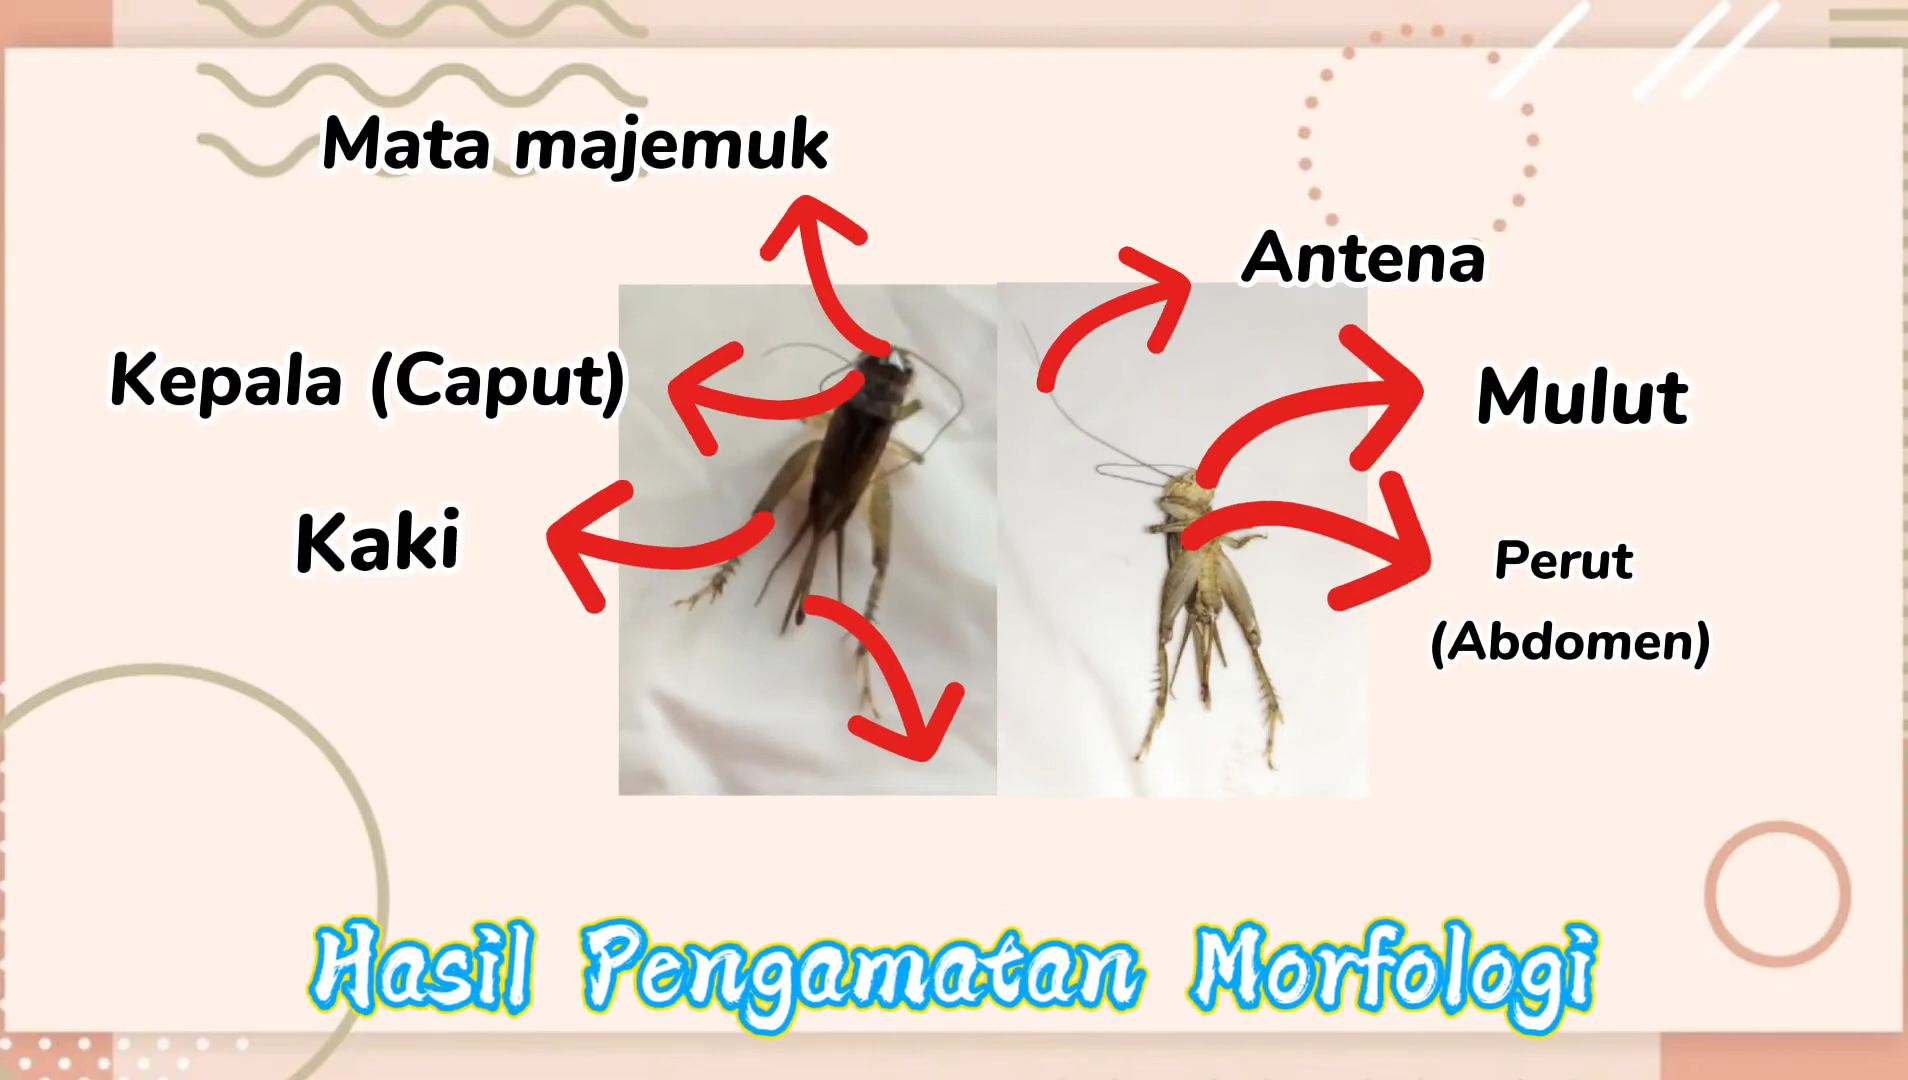 Mata majemuk
Antena
Kepala (Caput)
Mulut
Kaki
Perut
(Abdomen)
Hasil Pengamatan Morfologi